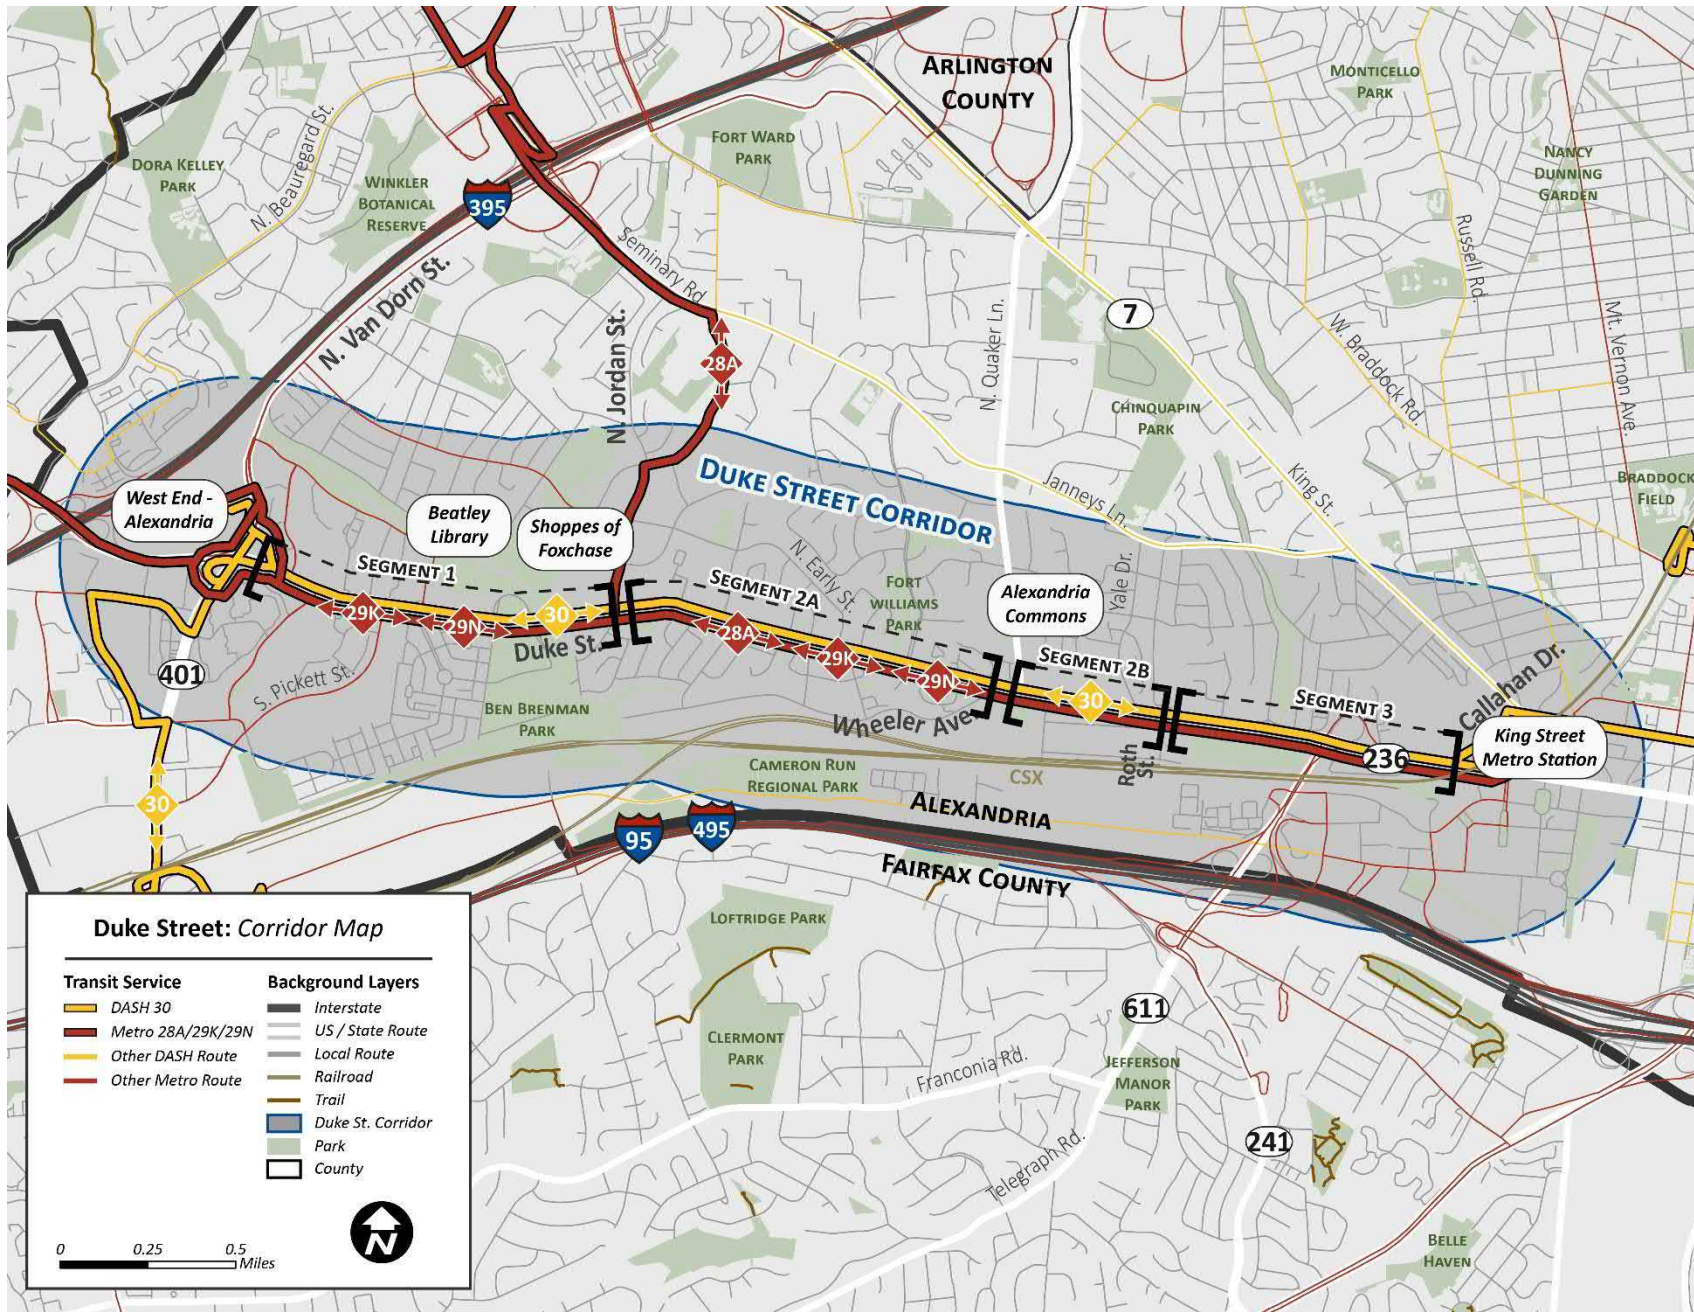 ARLINGTON
COUNTY
MONTICELLO
PARK
DORA KELLEY
PARK
N. Beauregard St.
WINKLER
BOTANICAL
RESERVE
395
FORT WARD
PARK
NANCY
DUNNING
GARDEN
Seminary Rd.
N. Van Dorn St.
N. Jordan St.
28A
N. Quaker Ln.
7
Russell Rd.
W. Braddock Rd.
Mt. Vernon Ave.
CHINQUAPIN
PARK
King St.
Janneys Ln.
BRADDOCK
FIELD
DUKE STREET CORRIDOR
West End -
Alexandria
Beatley
Library
Shoppes of
Foxchase
SEGMENT 1
SEGMENT 2A
N. Early St.
FORT
WILLIAMS
PARK
Alexandria
Commons
Yale Dr.
29K
29N
30
Duke St.
28A
29K
29N
SEGMENT 2B
30
SEGMENT 3
Callahan Dr.
King Street
Metro Station
236
401
S. Pickett St.
BEN BRENMAN
PARK
Wheeler Ave.
Roth
St.
CSX
CAMERON RUN
REGIONAL PARK
30
ALEXANDRIA
95
495
FAIRFAX COUNTY
LOFTRIDGE PARK
CLERMONT
PARK
611
JEFFERSON
MANOR
PARK
Franconia Rd.
Telegraph Rd.
241
BELLE
HAVEN
Duke Street: Corridor Map
Transit Service
DASH 30
Metro 28A/29K/29N
Other DASH Route
Other Metro Route
Background Layers
Interstate
US / State Route
Local Route
Railroad
Trail
Duke St. Corridor
Park
County
N
0 0.25 0.5
Miles